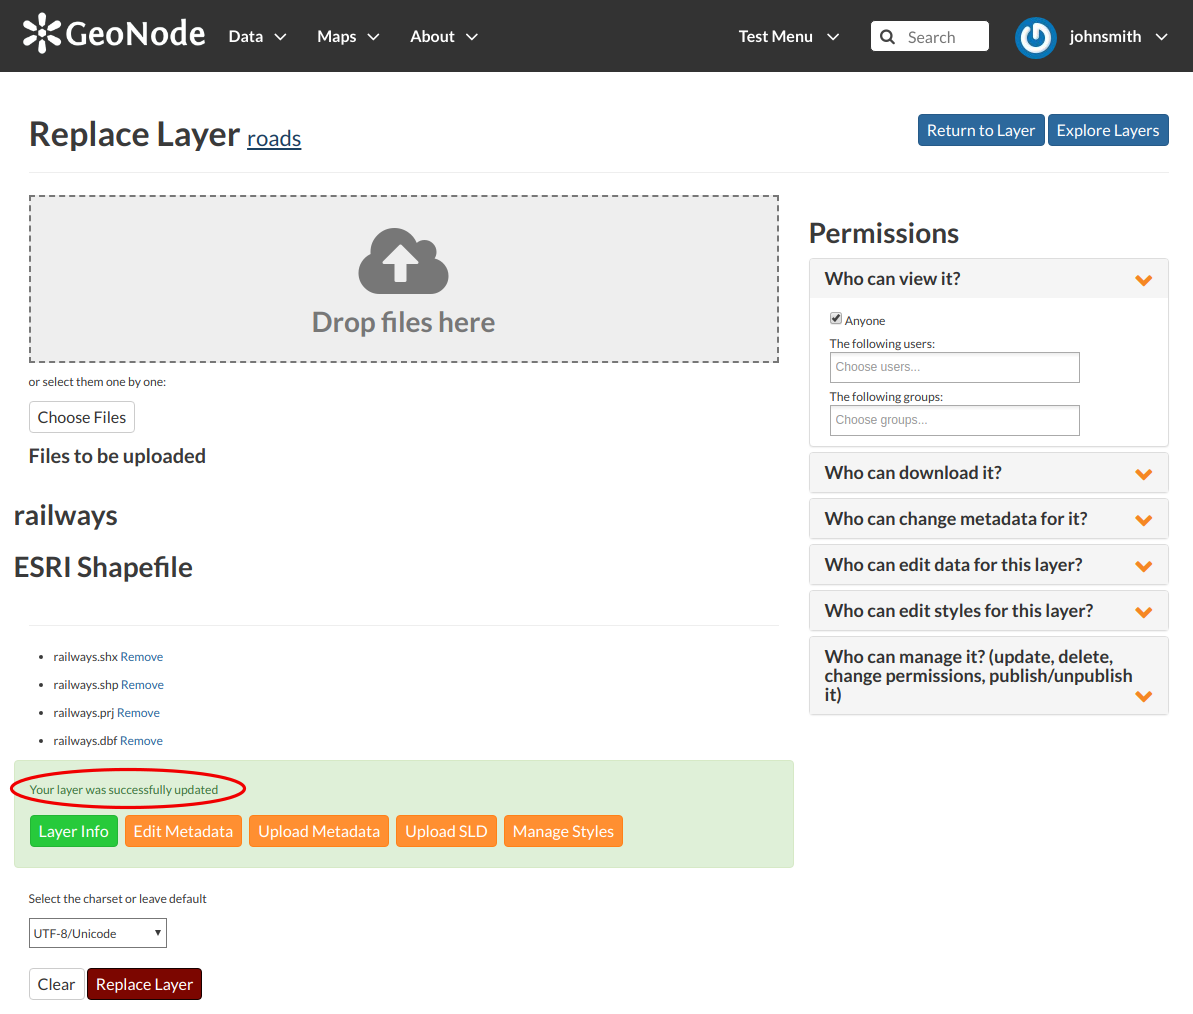 GeoNode Data Maps About Test Menu Search johnsmith
Replace Layer roads
Return to Layer Explore Layers
Drop files here
or select them one by one:
Choose Files
Files to be uploaded
railways
ESRI Shapefile
railways.shx Remove
railways.shp Remove
railways.prj Remove
railways.dbf Remove
Your layer was successfully updated
Layer Info Edit Metadata Upload Metadata Upload SLD Manage Styles
Select the charset or leave default
UTF-8/Unicode
Clear Replace Layer
Permissions
Who can view it?
Anyone
The following users:
Choose users...
The following groups:
Choose groups...
Who can download it?
Who can change metadata for it?
Who can edit data for this layer?
Who can edit styles for this layer?
Who can manage it? (update, delete,
change permissions, publish/unpublish
it)